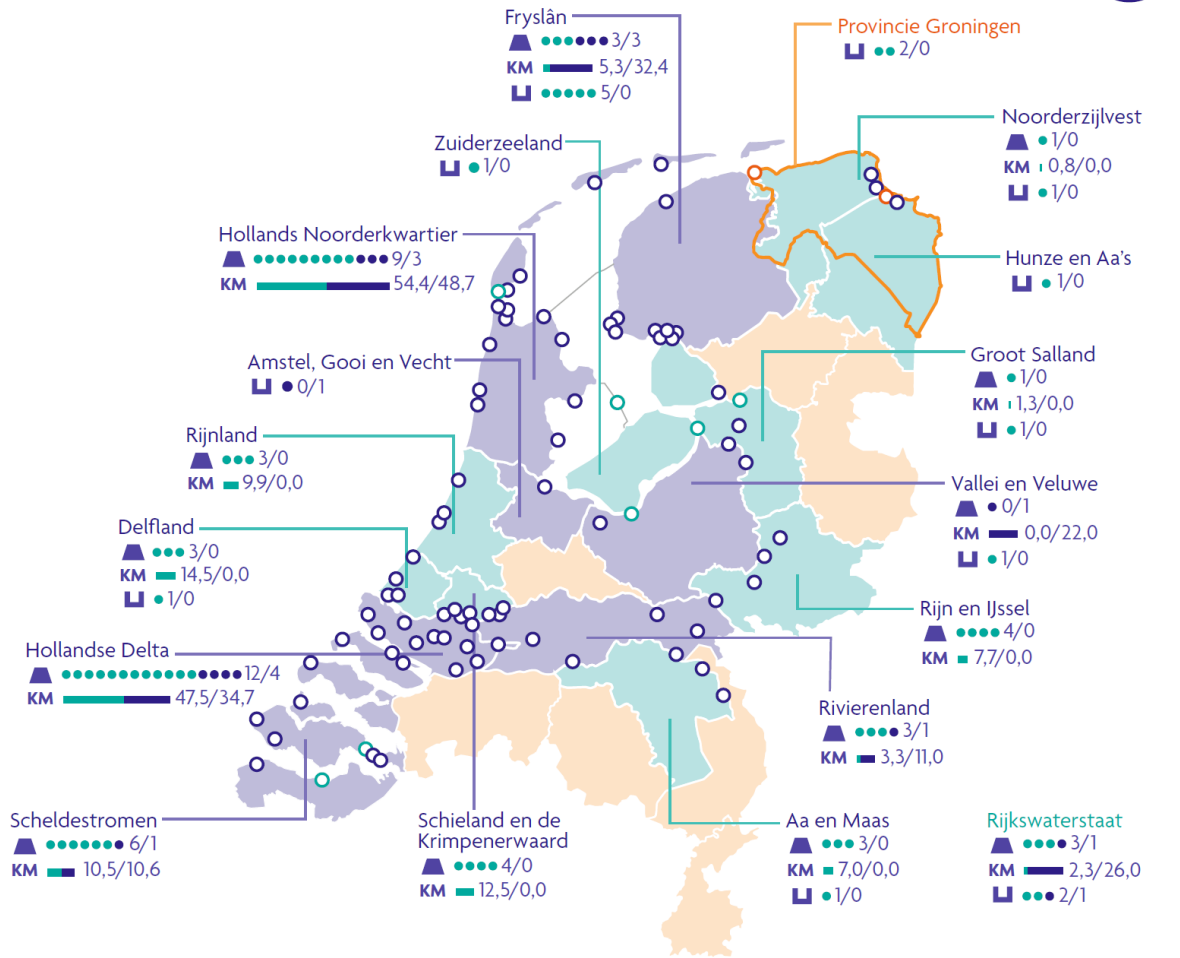 Fryslân
3/3
KM 5,3/32,4
5/0
Provincie Groningen
2/0
Noorderzijlvest
1/0
KM 0,8/0,0
1/0
Zuiderzeeland
1/0
Hollands Noorderkwartier
9/3
KM 54,4/48,7
Hunze en Aa's
1/0
Amstel, Gooi en Vecht
0/1
Groot Salland
1/0
KM 1,3/0,0
1/0
Rijnland
3/0
KM 9,9/0,0
Vallei en Veluwe
0/1
KM 0,0/22,0
1/0
Delfland
3/0
KM 14,5/0,0
1/0
Rijn en IJssel
4/0
KM 7,7/0,0
Hollandse Delta
12/4
KM 47,5/34,7
Rivierenland
3/1
KM 3,3/11,0
Scheldestromen
6/1
KM 10,5/10,6
Schieland en de
Krimpenerwaard
4/0
KM 12,5/0,0
Aa en Maas
3/0
KM 7,0/0,0
1/0
Rijkswaterstaat
3/1
KM 2,3/26,0
2/1